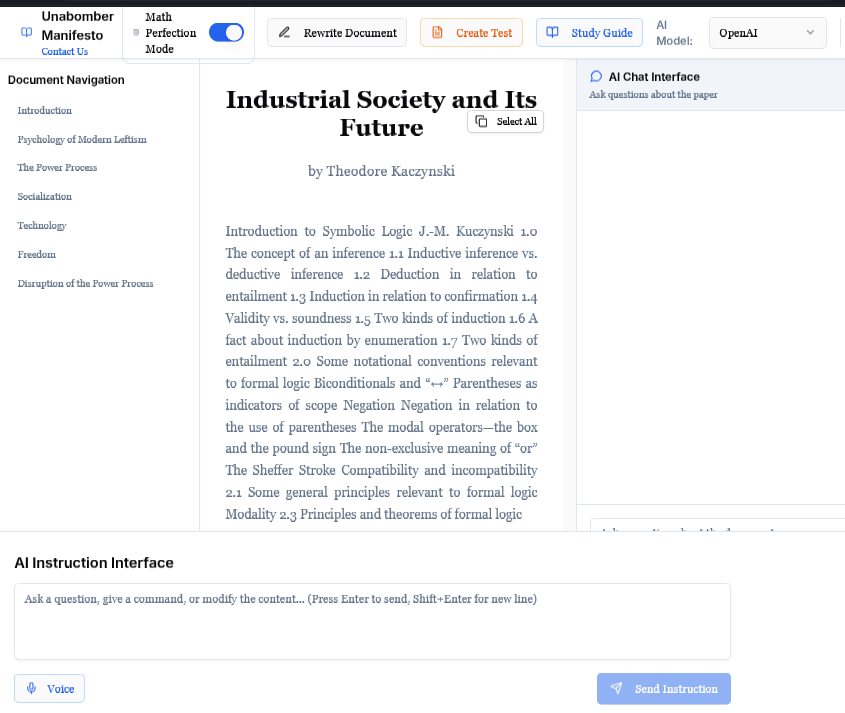 Unabomber
Manifesto
Contact Us
Math
Perfection
Mode
Rewrite Document
Create Test
Study Guide
AI
Model:
OpenAI
Document Navigation
Introduction
Psychology of Modern Leftism
The Power Process
Socialization
Technology
Freedom
Disruption of the Power Process
Industrial Society and Its
Future
Select All
by Theodore Kaczynski
Introduction to Symbolic Logic J.-M. Kuczynski 1.0
The concept of an inference 1.1 Inductive inference vs.
deductive inference 1.2 Deduction in relation to
entailment 1.3 Induction in relation to confirmation 1.4
Validity vs. soundness 1.5 Two kinds of induction 1.6 A
fact about induction by enumeration 1.7 Two kinds of
entailment 2.0 Some notational conventions relevant
to formal logic Biconditionals and “↔” Parentheses as
indicators of scope Negation Negation in relation to
the use of parentheses The modal operators—the box
and the pound sign The non-exclusive meaning of “or”
The Sheffer Stroke Compatibility and incompatibility
2.1 Some general principles relevant to formal logic
Modality 2.3 Principles and theorems of formal logic
AI Chat Interface
Ask questions about the paper
AI Instruction Interface
Ask a question, give a command, or modify the content... (Press Enter to send, Shift+Enter for new line)
Voice
Send Instruction